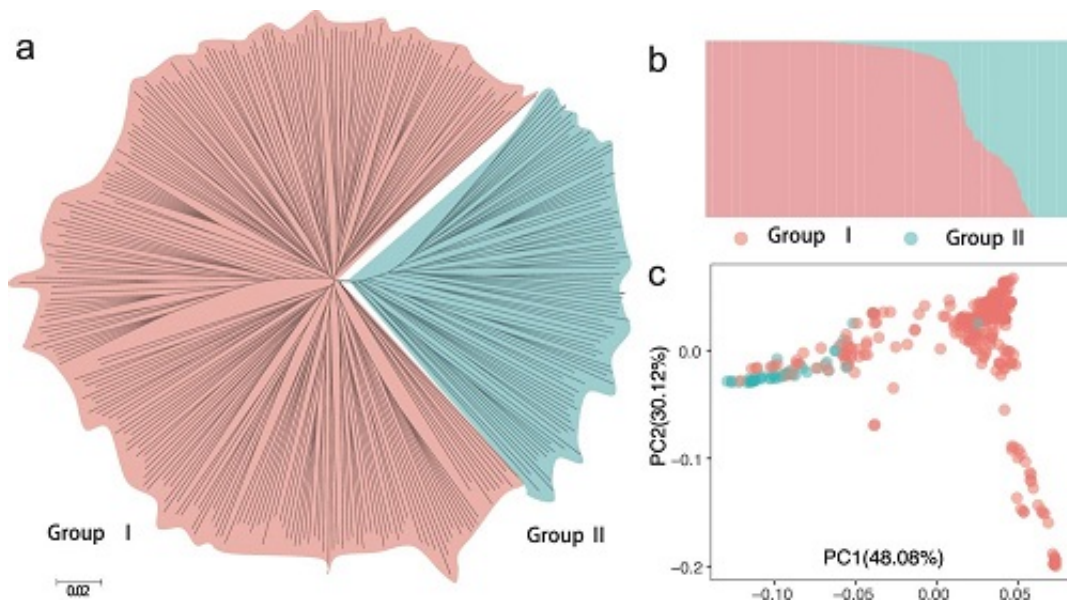 a
Group I
Group II
0.02
b
Group I Group II
c
PC2(30.12%)
0.0
−0.1
−0.2
PC1(48.08%)
−0.10 −0.05 0.00 0.05